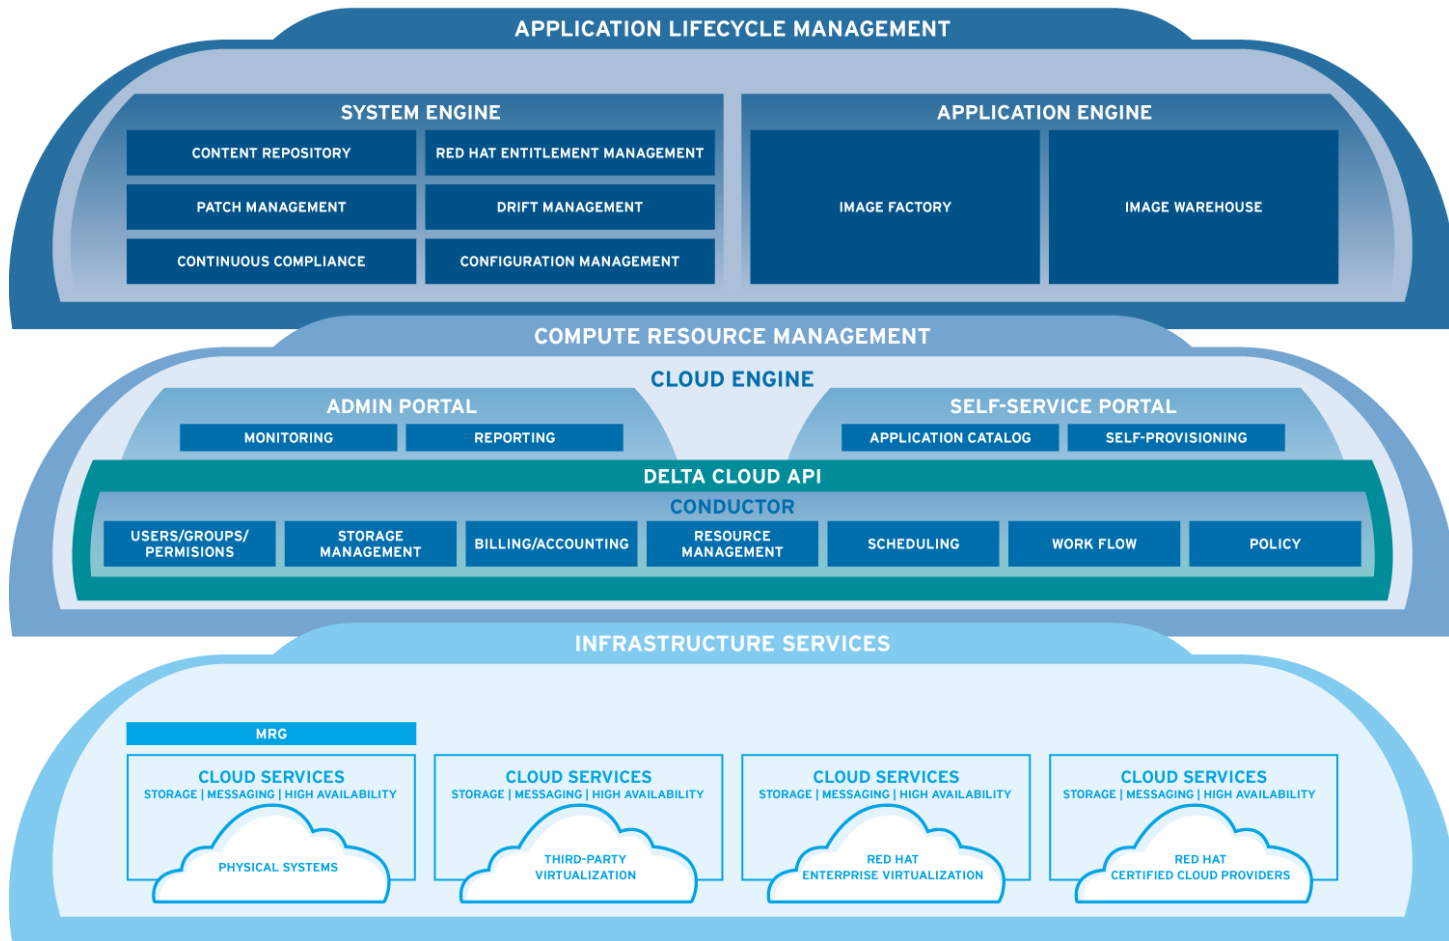 APPLICATION LIFECYCLE MANAGEMENT
SYSTEM ENGINE
CONTENT REPOSITORY
RED HAT ENTITLEMENT MANAGEMENT
PATCH MANAGEMENT
DRIFT MANAGEMENT
CONTINUOUS COMPLIANCE
CONFIGURATION MANAGEMENT
APPLICATION ENGINE
IMAGE FACTORY
IMAGE WAREHOUSE
COMPUTE RESOURCE MANAGEMENT
CLOUD ENGINE
ADMIN PORTAL
MONITORING
REPORTING
SELF-SERVICE PORTAL
APPLICATION CATALOG
SELF-PROVISIONING
DELTA CLOUD API
CONDUCTOR
USERS/GROUPS/
PERMISIONS
STORAGE
MANAGEMENT
BILLING/ACCOUNTING
RESOURCE
MANAGEMENT
SCHEDULING
WORK FLOW
POLICY
INFRASTRUCTURE SERVICES
MRG
CLOUD SERVICES
STORAGE | MESSAGING | HIGH AVAILABILITY
PHYSICAL SYSTEMS
CLOUD SERVICES
STORAGE | MESSAGING | HIGH AVAILABILITY
THIRD-PARTY
VIRTUALIZATION
CLOUD SERVICES
STORAGE | MESSAGING | HIGH AVAILABILITY
RED HAT
ENTERPRISE VIRTUALIZATION
CLOUD SERVICES
STORAGE | MESSAGING | HIGH AVAILABILITY
RED HAT
CERTIFIED CLOUD PROVIDERS